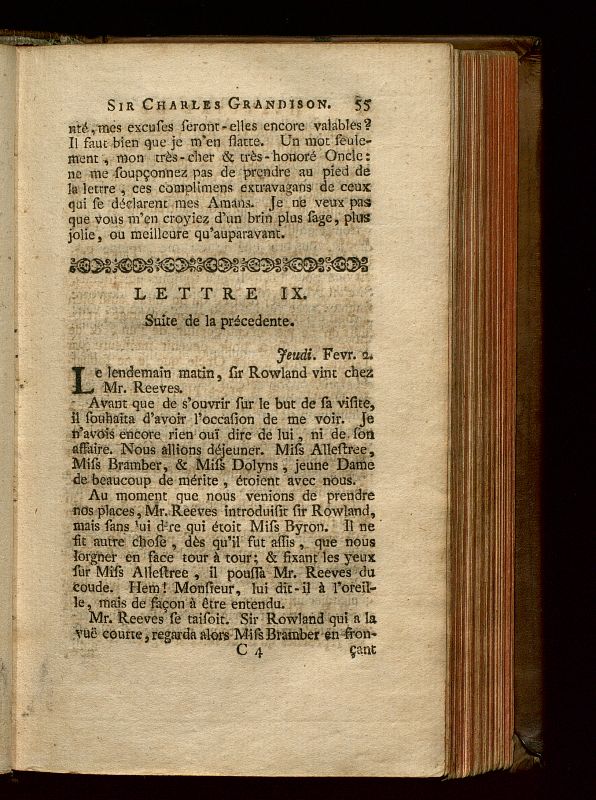 SIR CHARLES GRANDISON. 55
nté, mes excuses seront-elles encore valables?
Il faut bien que je m'en flatte. Un mot seule-
ment, mon très-cher & très-honoré Oncle:
ne me soupçonnez pas de prendre au pied de
la lettre, ces complimens extravagans de ceux
qui se déclarent mes Amans. Je ne veux pas
que vous m'en croyiez d'un brin plus sage, plus
jolie, ou meilleure qu'auparavant.
LETTRE IX.
Suite de la précedente.
Jeudi. Fevr. 2.
Le lendemain matin, sir Rowland vint chez
Mr. Reeves.
Avant que de s'ouvrir sur le but de sa visite,
il souhaita d'avoir l'occasion de me voir. Je
n'avois encore rien ouï dire de lui, ni de son
affaire. Nous allions déjeuner. Miss Allestree,
Miss Bramber, & Miss Dolyns, jeune Dame
de beaucoup de mérite, étoient avec nous.
Au moment que nous venions de prendre
nos places, Mr. Reeves introduisit sir Rowland,
mais sans lui dire qui étoit Miss Byron. Il ne
fit autre chose, dès qu'il fut assis, que nous
lorgner en face tour à tour; & fixant les yeux
sur Miss Allestree, il poussa Mr. Reeves du
coude. Hem! Monsieur, lui dit-il à l'oreil-
le, mais de façon à être entendu.
Mr. Reeves se taisoit. Sir Rowland qui a la
vuë courte, regarda alors Miss Bramber en fron-
C 4 çant